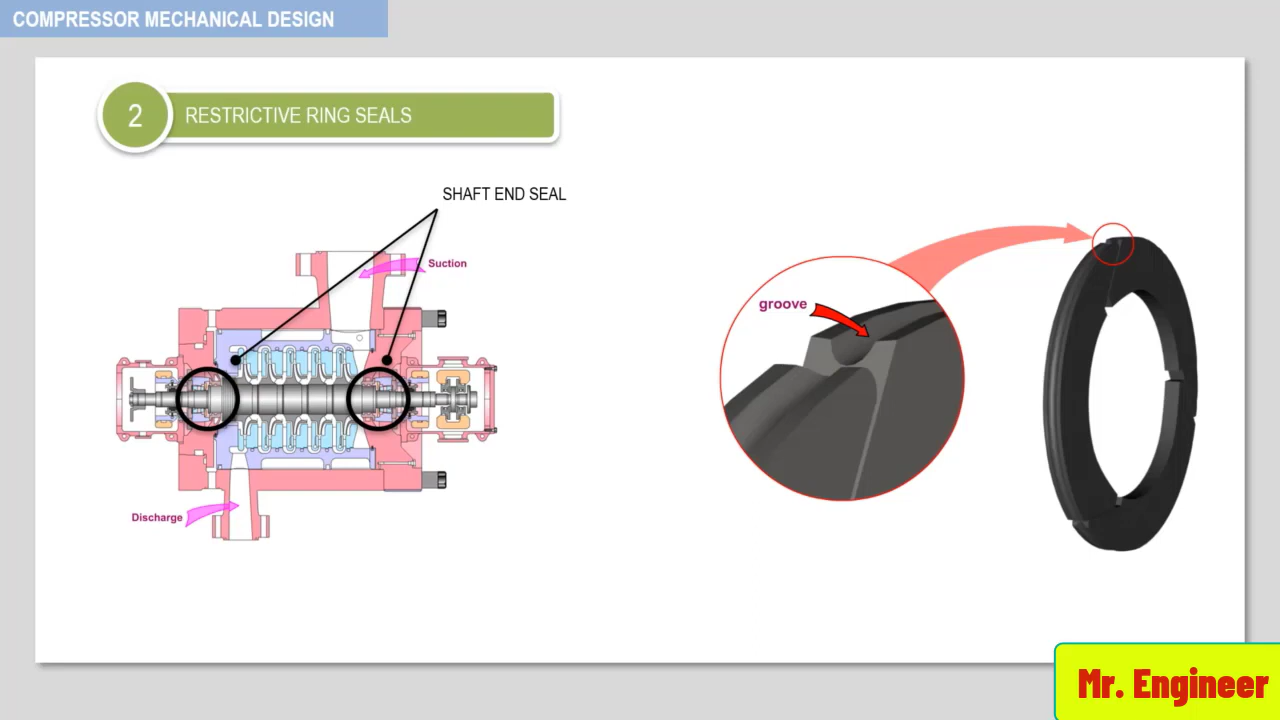 COMPRESSOR MECHANICAL DESIGN
2
RESTRICTIVE RING SEALS
SHAFT END SEAL
Suction
groove
Discharge
Mr. Engineer